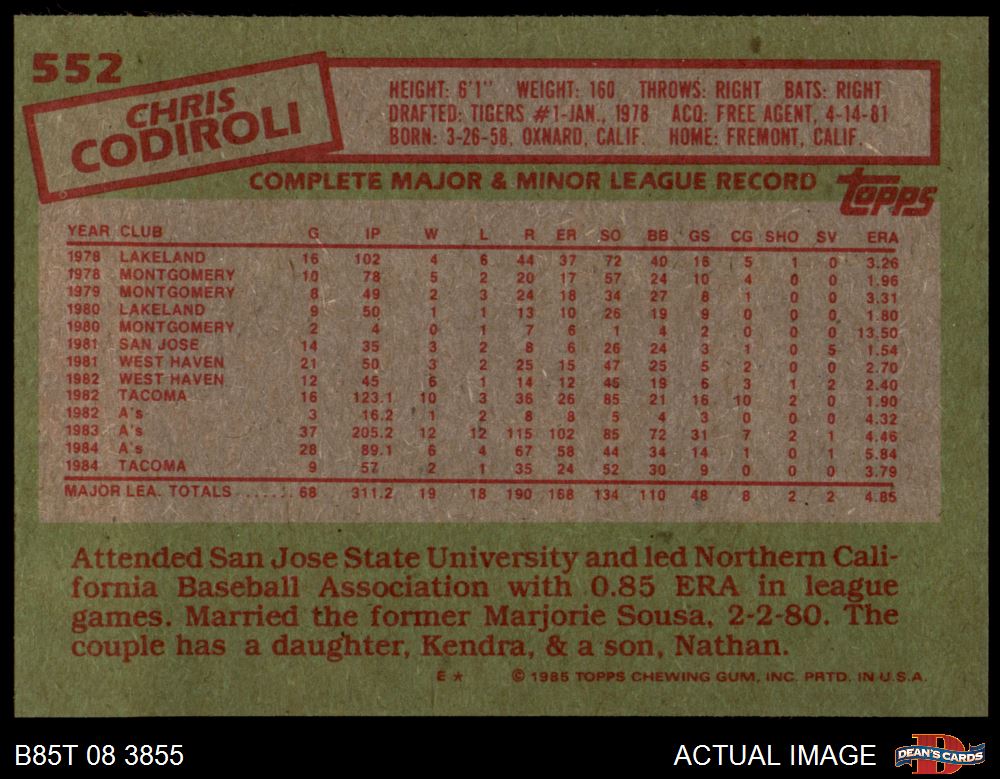 552
CHRIS
CODIROLI
HEIGHT: 6'1" WEIGHT: 160 THROWS: RIGHT BATS: RIGHT
DRAFTED: TIGERS #1-JAN., 1978 ACQ: FREE AGENT, 4-14-81
BORN: 3-26-58, OXNARD, CALIF. HOME: FREMONT, CALIF.
COMPLETE MAJOR & MINOR LEAGUE RECORD topps
YEAR CLUB G IP W L R ER SO BB GS CG SHO SV ERA
1978 LAKELAND 16 102 4 6 44 37 72 40 16 5 1 0 3.26
1978 MONTGOMERY 10 78 5 2 20 17 57 24 10 4 0 0 1.96
1979 MONTGOMERY 8 49 2 3 24 18 34 27 8 1 0 0 3.31
1980 LAKELAND 9 50 1 1 13 10 26 19 9 0 0 0 1.80
1980 MONTGOMERY 2 4 0 1 7 6 1 4 2 0 0 0 13.50
1981 SAN JOSE 14 35 3 2 8 6 26 24 3 1 0 5 1.54
1981 WEST HAVEN 21 50 3 2 25 15 47 25 5 2 0 0 2.70
1982 WEST HAVEN 12 45 6 1 14 12 45 19 6 3 1 2 2.40
1982 TACOMA 16 123.1 10 3 36 26 85 21 16 10 2 0 1.90
1982 A's 3 16.2 1 2 8 8 5 4 3 0 0 0 4.32
1983 A's 37 205.2 12 12 115 102 85 72 31 7 2 1 4.46
1984 A's 28 89.1 6 4 67 58 44 34 14 1 0 1 5.84
1984 TACOMA 9 57 2 1 35 24 52 30 9 0 0 0 3.79
MAJOR LEA. TOTALS ...... 68 311.2 19 18 190 168 134 110 48 8 2 2 4.85
Attended San Jose State University and led Northern Cali-
fornia Baseball Association with 0.85 ERA in league
games. Married the former Marjorie Sousa, 2-2-80. The
couple has a daughter, Kendra, & a son, Nathan.
E * © 1985 TOPPS CHEWING GUM, INC. PRTD. IN U.S.A.
B85T 08 3855 ACTUAL IMAGE DEAN'S CARDS